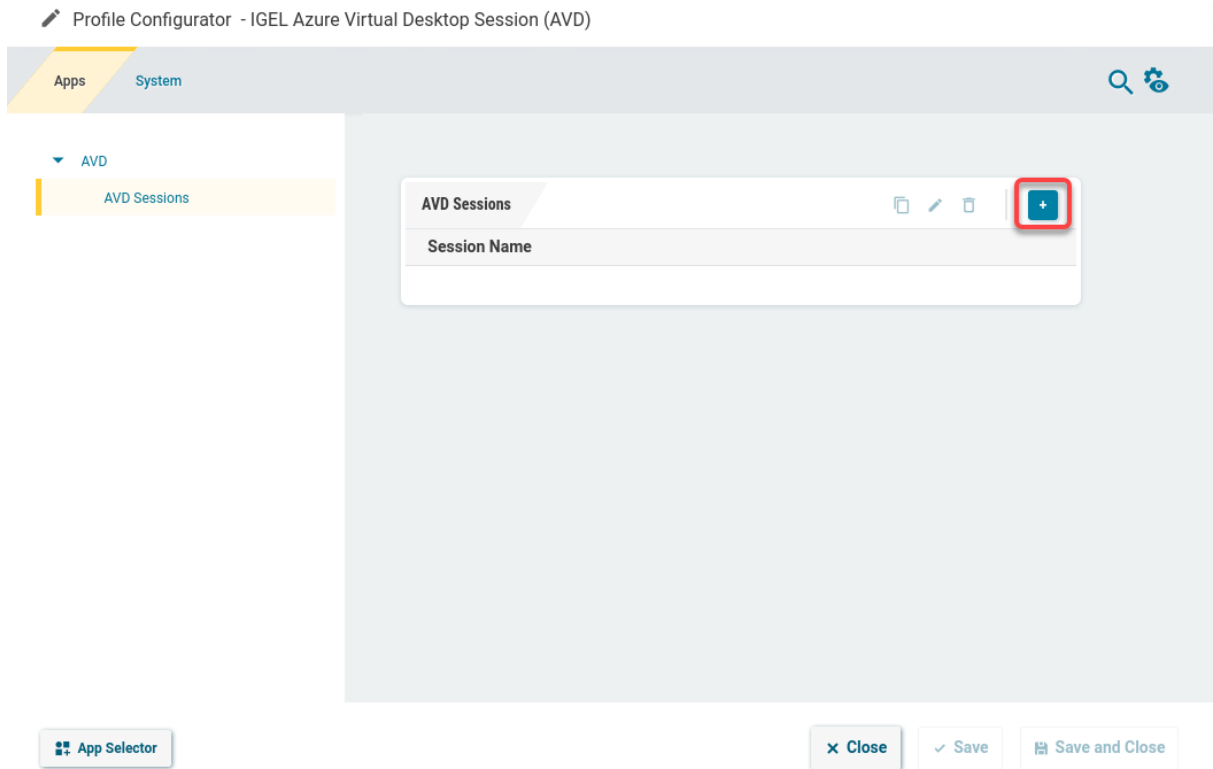 Profile Configurator - IGEL Azure Virtual Desktop Session (AVD)
Apps System
AVD
AVD Sessions
AVD Sessions +
Session Name
App Selector Close Save Save and Close